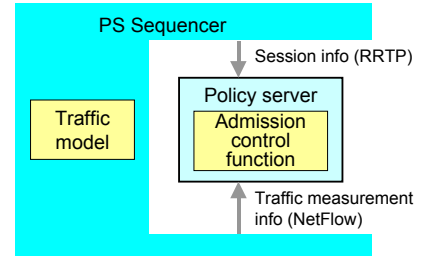 PS Sequencer
Session info (RRTP)
Policy server
Admission
control
function
Traffic
model
Traffic measurement
info (NetFlow)